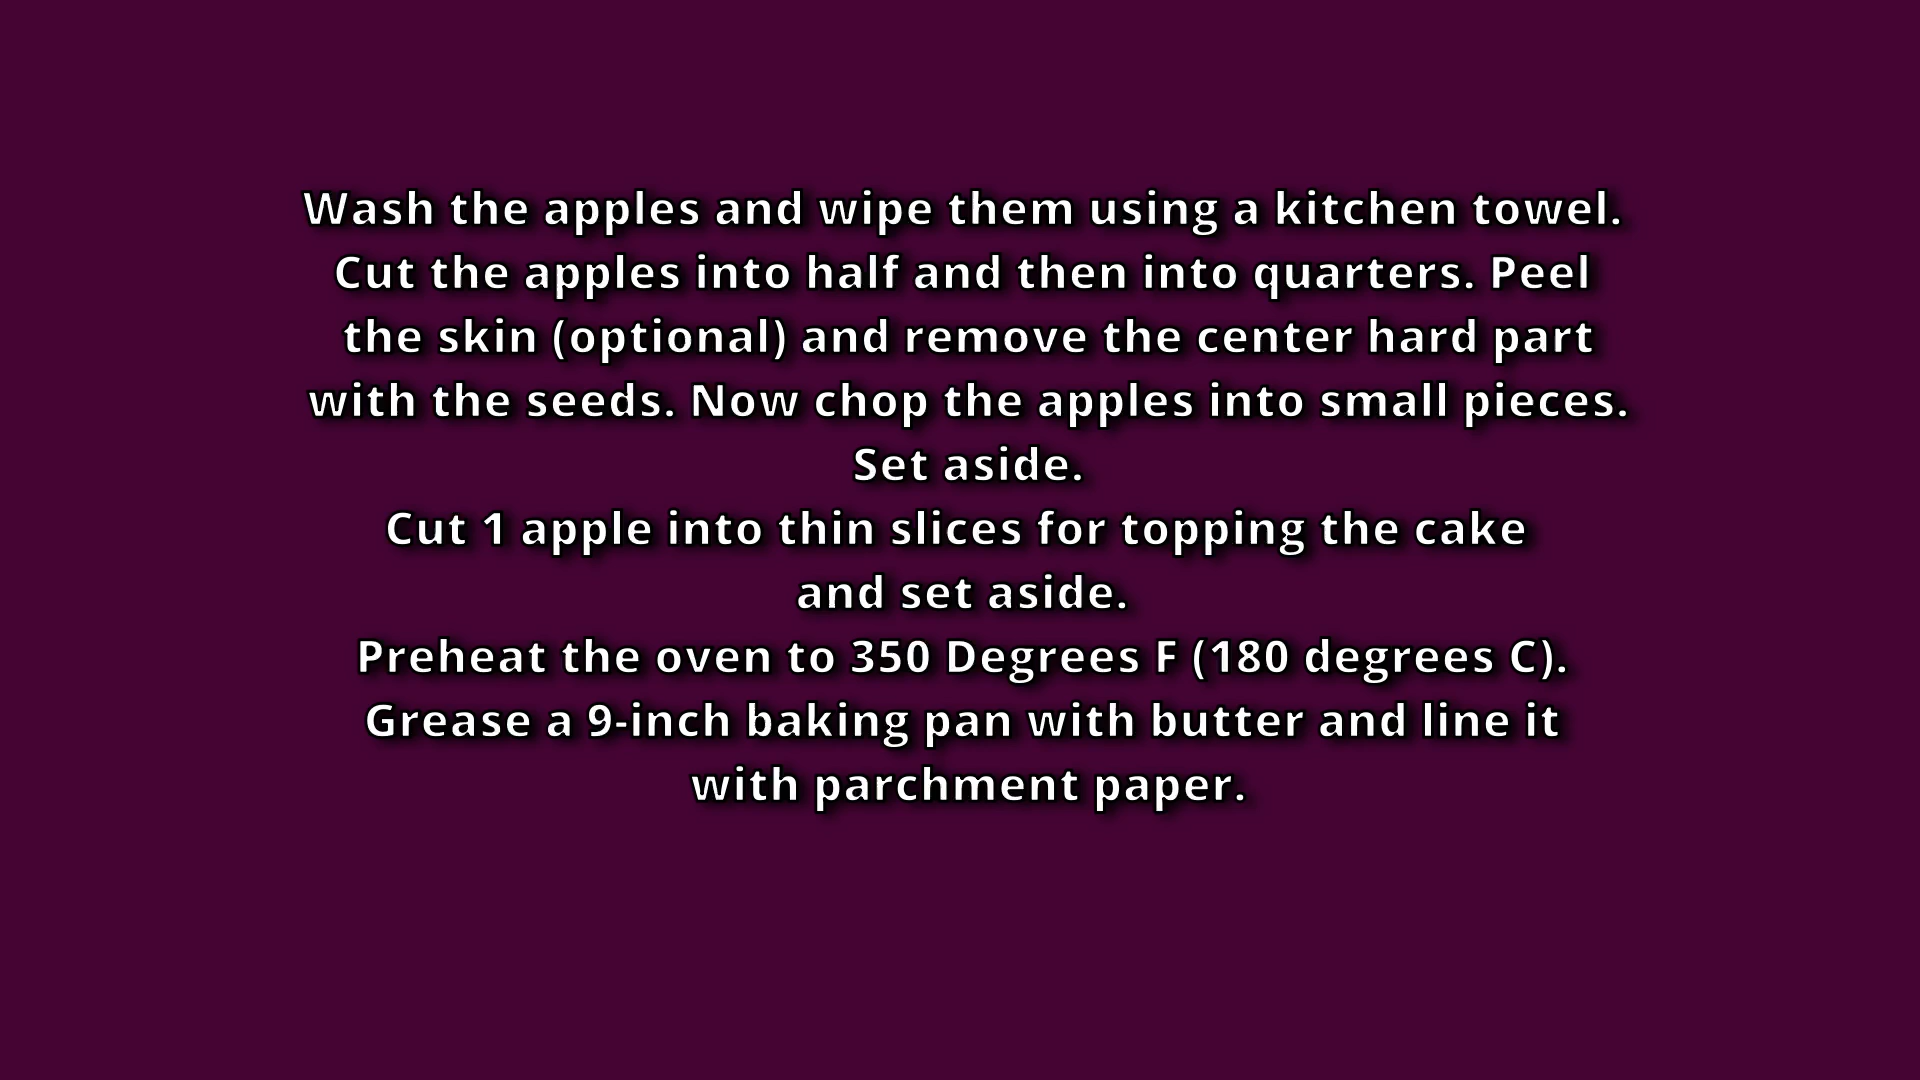 Wash the apples and wipe them using a kitchen towel.
Cut the apples into half and then into quarters. Peel
the skin (optional) and remove the center hard part
with the seeds. Now chop the apples into small pieces.
Set aside.
Cut 1 apple into thin slices for topping the cake
and set aside.
Preheat the oven to 350 Degrees F (180 degrees C).
Grease a 9-inch baking pan with butter and line it
with parchment paper.